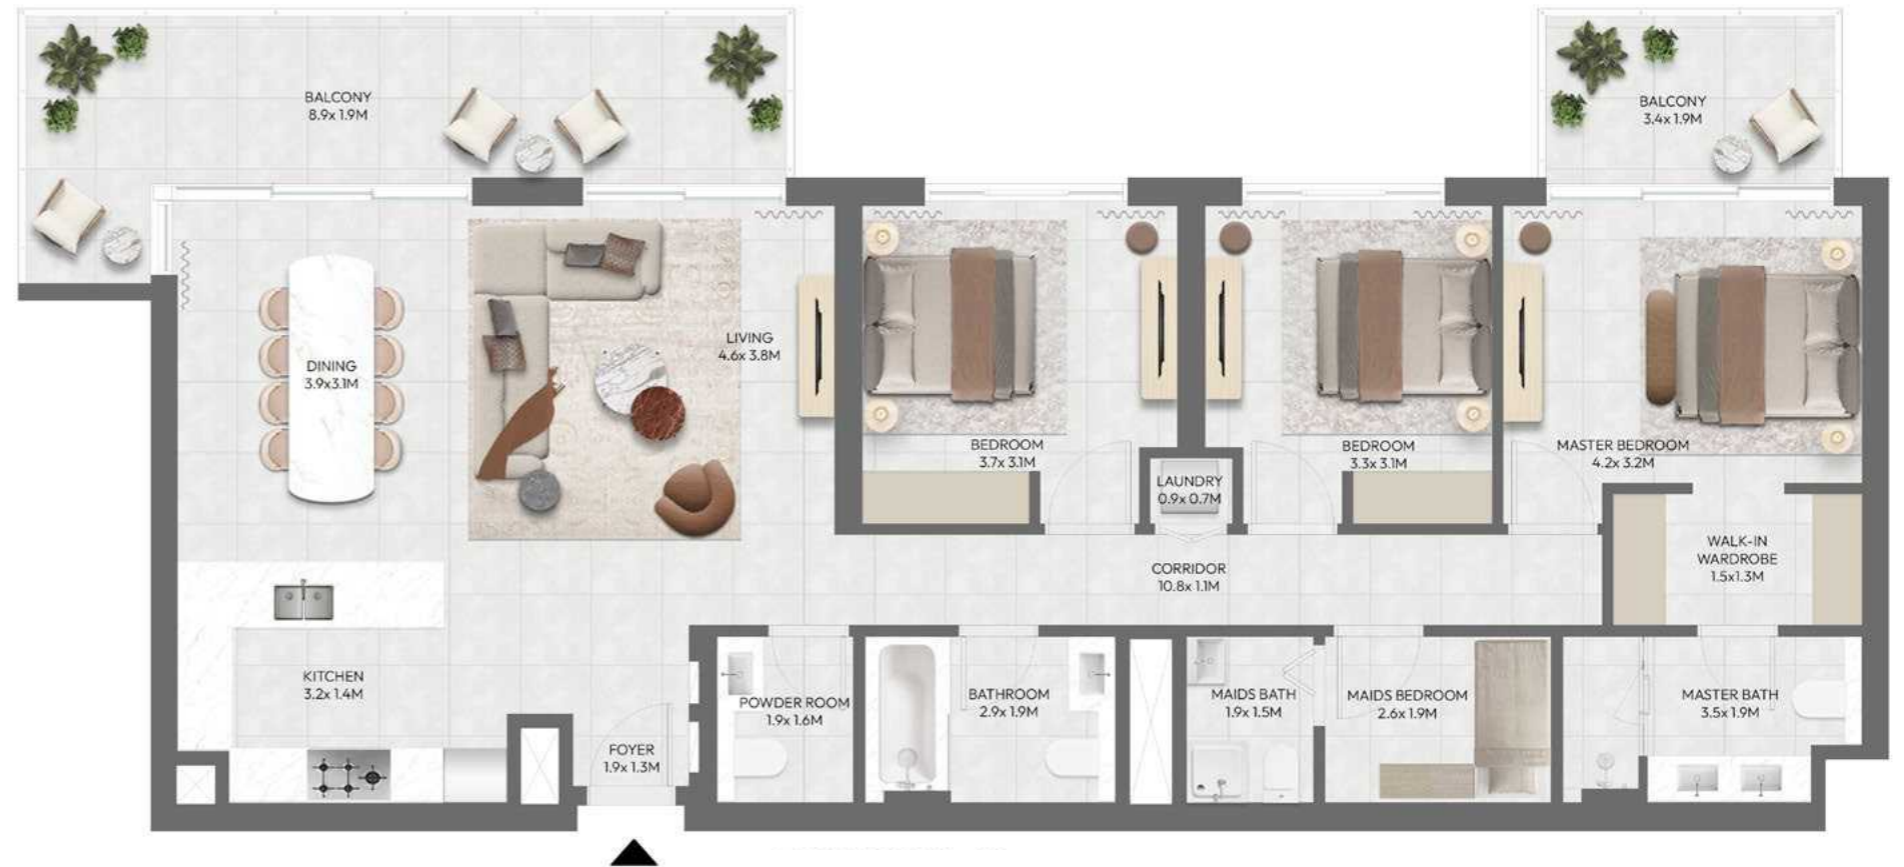 BALCONY
8.9x 1.9M
BALCONY
3.4x 1.9M
LIVING
4.6x 3.8M
DINING
3.9x3.1M
BEDROOM
3.7x 3.1M
BEDROOM
3.3x 3.1M
MASTER BEDROOM
4.2x 3.2M
LAUNDRY
0.9x 0.7M
WALK-IN
WARDROBE
1.5x1.3M
CORRIDOR
10.8x 1.1M
KITCHEN
3.2x 1.4M
POWDER ROOM
1.9x 1.6M
BATHROOM
2.9x 1.9M
MAIDS BATH
1.9x 1.5M
MAIDS BEDROOM
2.6x 1.9M
MASTER BATH
3.5x 1.9M
FOYER
1.9x 1.3M